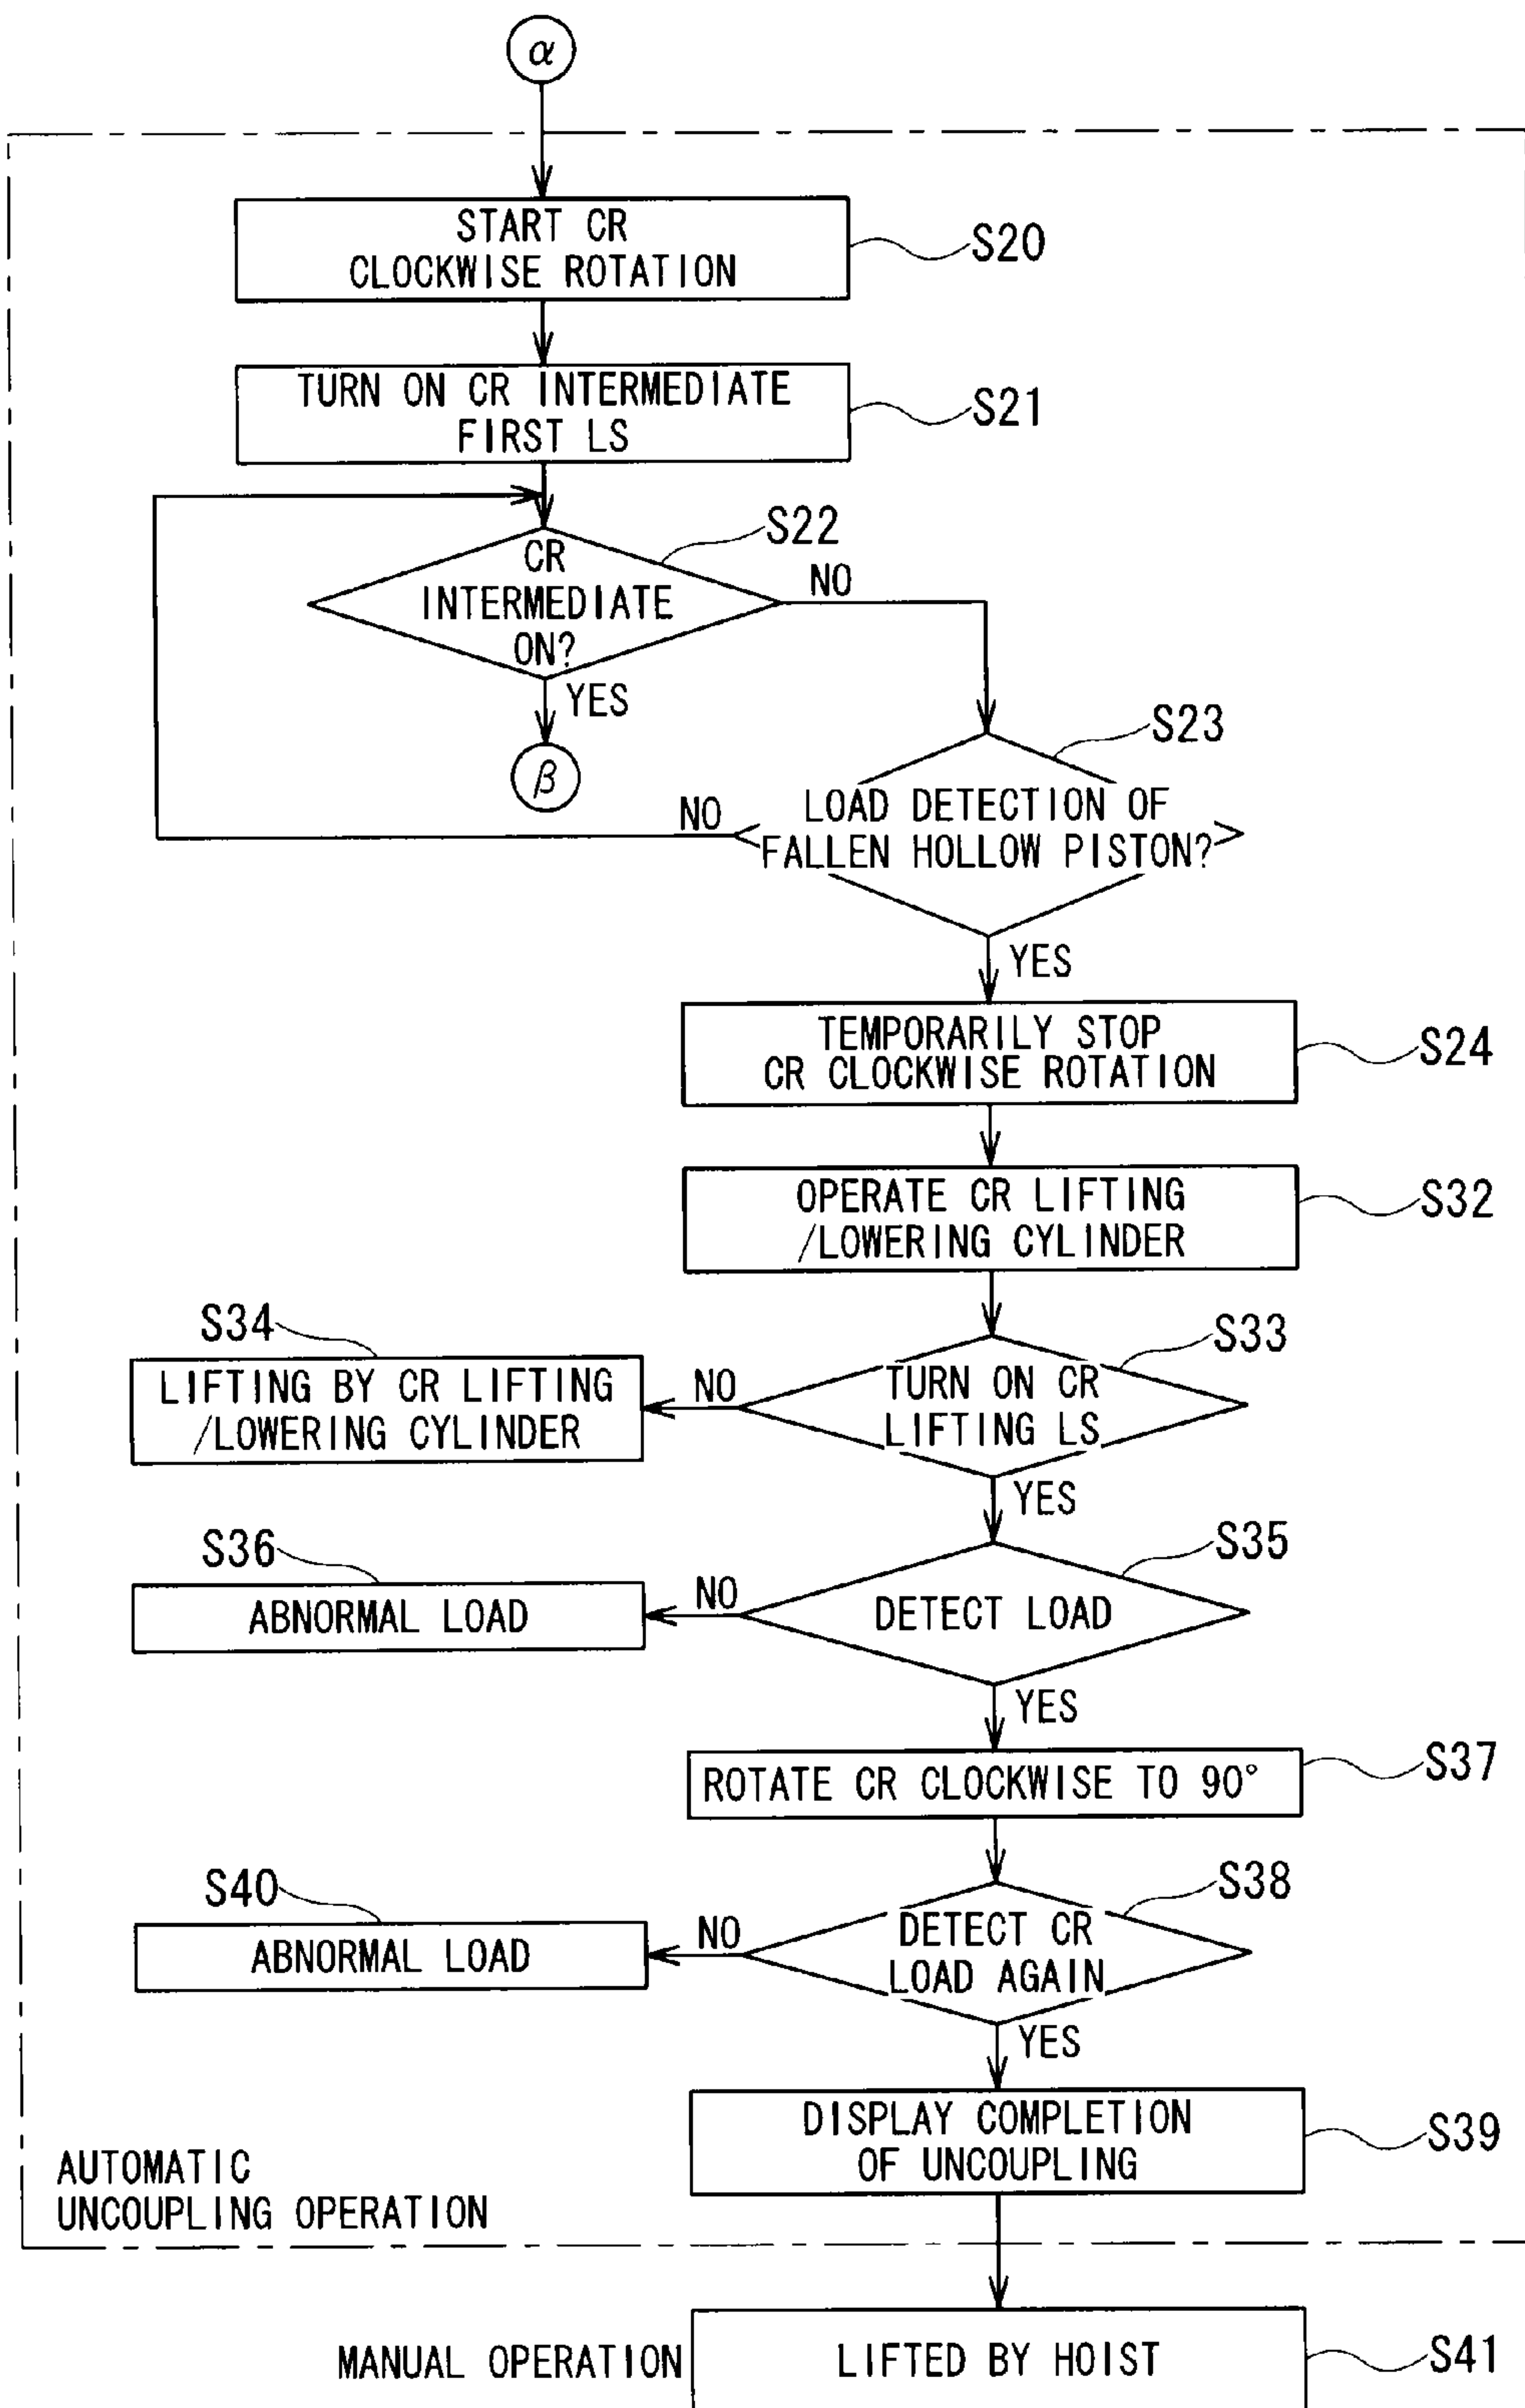 α
START CR
CLOCKWISE ROTATION
S20
TURN ON CR INTERMEDIATE
FIRST LS
S21
S22
CR
INTERMEDIATE
ON?
NO
YES
β
S23
NO
LOAD DETECTION OF
FALLEN HOLLOW PISTON?
YES
TEMPORARILY STOP
CR CLOCKWISE ROTATION
S24
OPERATE CR LIFTING
/LOWERING CYLINDER
S32
S34
LIFTING BY CR LIFTING
/LOWERING CYLINDER
NO
S33
TURN ON CR
LIFTING LS
YES
S36
ABNORMAL LOAD
NO
S35
DETECT LOAD
YES
ROTATE CR CLOCKWISE TO 90°
S37
S40
ABNORMAL LOAD
NO
S38
DETECT CR
LOAD AGAIN
YES
DISPLAY COMPLETION
OF UNCOUPLING
S39
AUTOMATIC
UNCOUPLING OPERATION
MANUAL OPERATION
LIFTED BY HOIST
S41